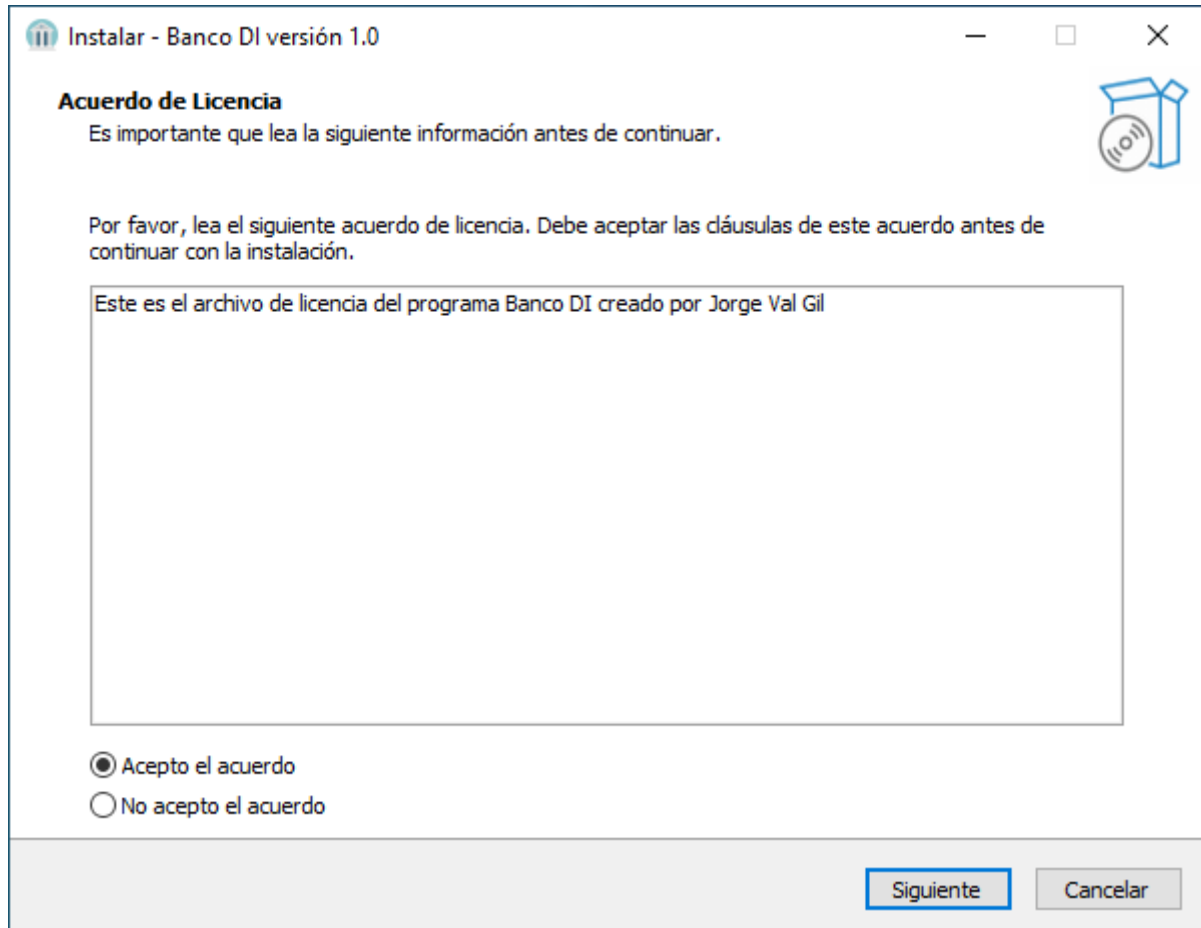 Instalar - Banco DI versión 1.0
Acuerdo de Licencia
Es importante que lea la siguiente información antes de continuar.
Por favor, lea el siguiente acuerdo de licencia. Debe aceptar las cláusulas de este acuerdo antes de
continuar con la instalación.
Este es el archivo de licencia del programa Banco DI creado por Jorge Val Gil
Acepto el acuerdo
No acepto el acuerdo
Siguiente
Cancelar